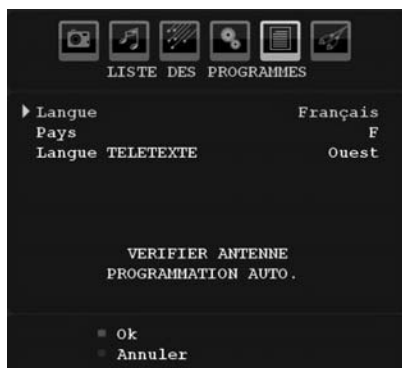 LISTE DES PROGRAMMES
Langue Français
Pays F
Langue TELETEXTE Ouest
VERIFIER ANTENNE
PROGRAMMATION AUTO.
Ok
Annuler